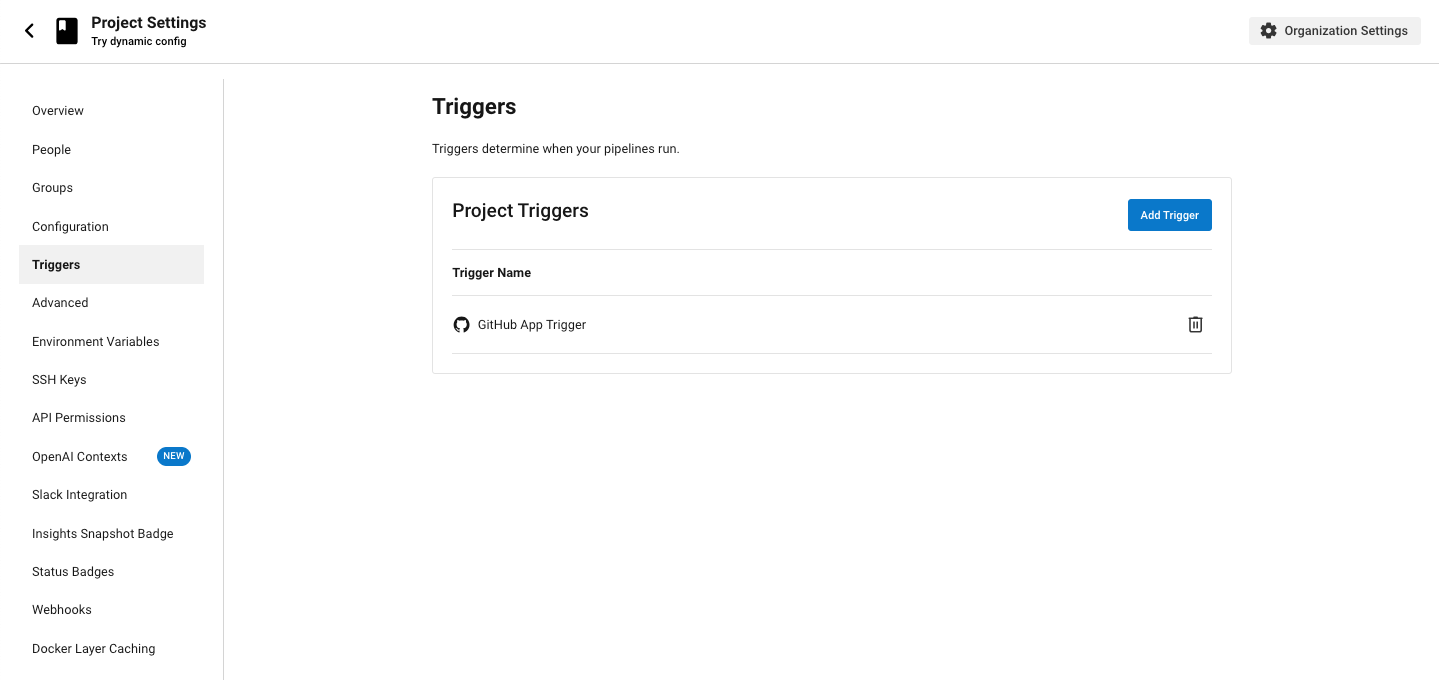 Project Settings
Try dynamic config
Organization Settings
Overview
People
Groups
Configuration
Triggers
Advanced
Environment Variables
SSH Keys
API Permissions
OpenAI Contexts NEW
Slack Integration
Insights Snapshot Badge
Status Badges
Webhooks
Docker Layer Caching
Triggers
Triggers determine when your pipelines run.
Project Triggers
Add Trigger
Trigger Name
GitHub App Trigger